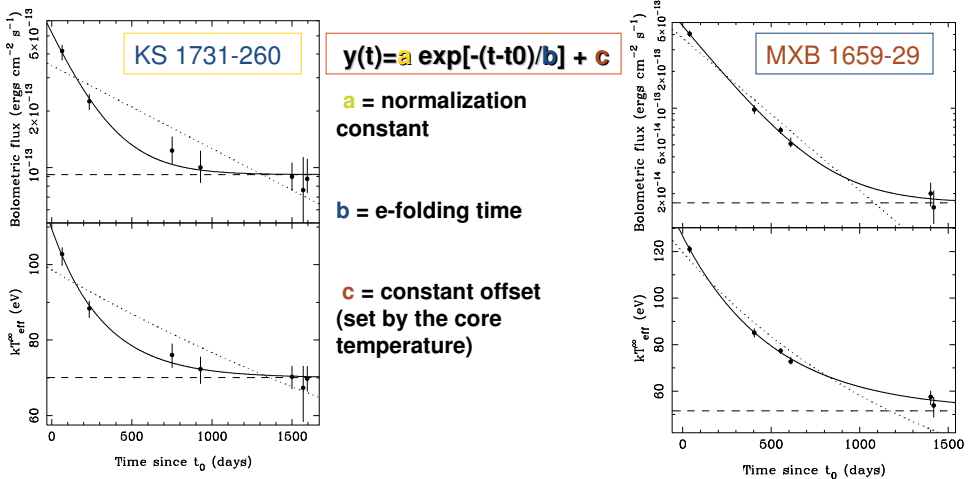 KS 1731-260
y(t)=a exp[-(t-t0)/b] + c
MXB 1659-29
a = normalization
constant
b = e-folding time
c = constant offset
(set by the core
temperature)
Bolometric flux (ergs cm⁻² s⁻¹)
5×10⁻¹³
2×10⁻¹³
10⁻¹³
kT∞eff (eV)
100
80
60
0 500 1000 1500
Time since t₀ (days)
Bolometric flux (ergs cm⁻² s⁻¹)
2×10⁻¹³
10⁻¹³
5×10⁻¹⁴
2×10⁻¹⁴
kT∞eff (eV)
120
100
80
60
0 500 1000 1500
Time since t₀ (days)